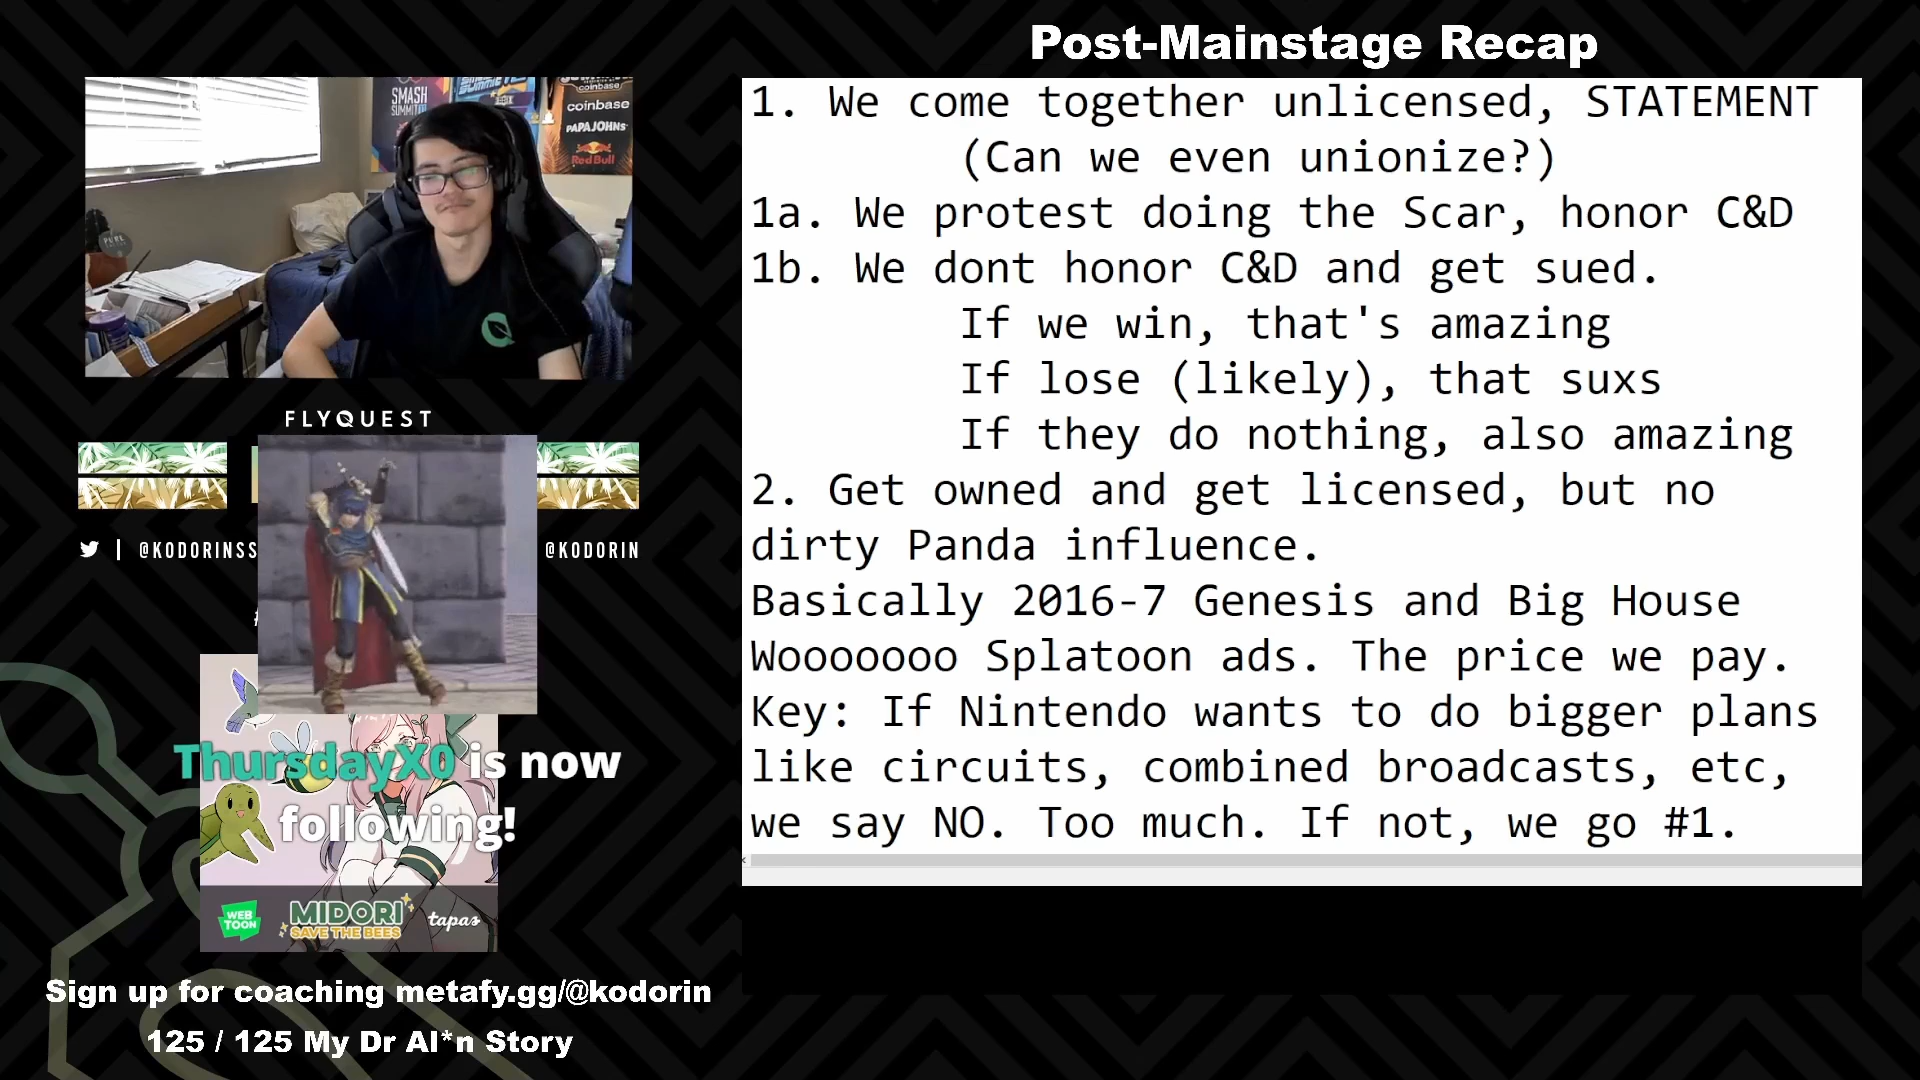 Post-Mainstage Recap
SMASH
coinbase
coinbase
PAPAJOHNS
Red Bull
FLYQUEST
@KODORINSS
@KODORIN
1. We come together unlicensed, STATEMENT
(Can we even unionize?)
1a. We protest doing the Scar, honor C&D
1b. We dont honor C&D and get sued.
If we win, that's amazing
If lose (likely), that suxs
If they do nothing, also amazing
2. Get owned and get licensed, but no
dirty Panda influence.
Basically 2016-7 Genesis and Big House
Wooooooo Splatoon ads. The price we pay.
Key: If Nintendo wants to do bigger plans
like circuits, combined broadcasts, etc,
we say NO. Too much. If not, we go #1.
ThursdayX0 is now
following!
WEB
TOON
MIDORI
SAVE THE BEES
tapas
Sign up for coaching metafy.gg/@kodorin
125 / 125 My Dr Al*n Story